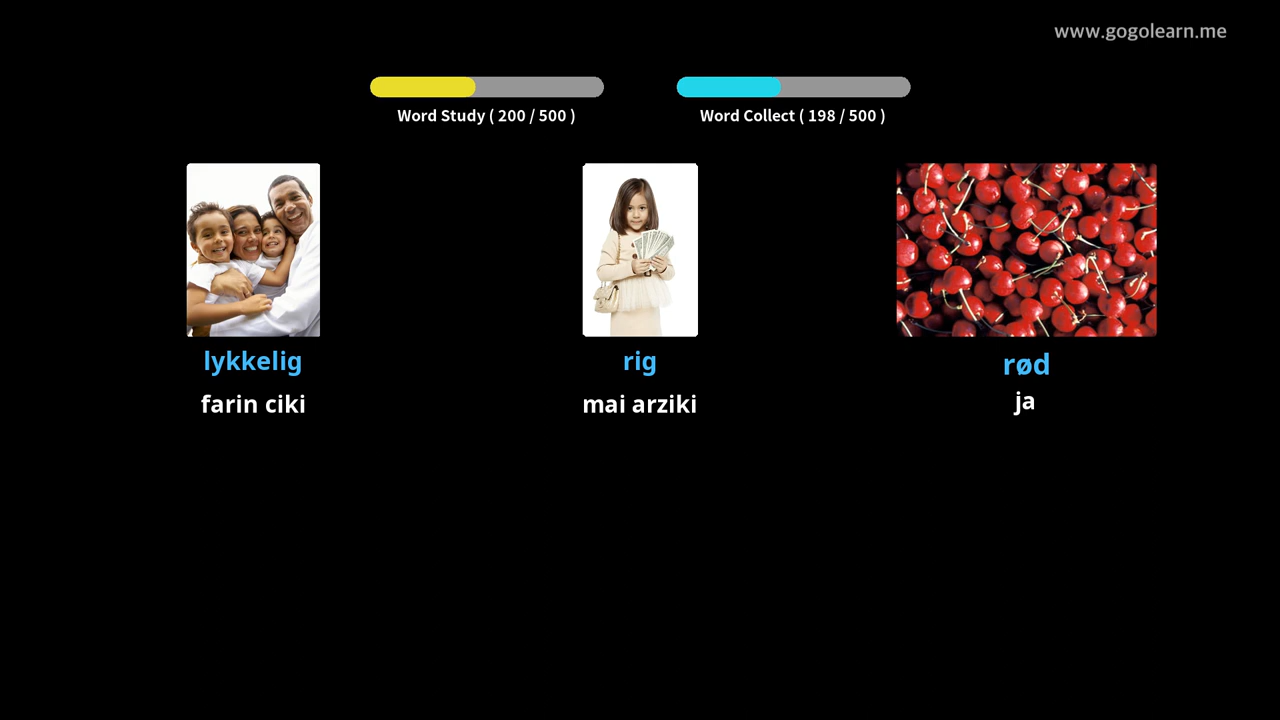 www.gogolearn.me
Word Study ( 200 / 500 )
Word Collect ( 198 / 500 )
lykkelig
farin ciki
rig
mai arziki
rød
ja